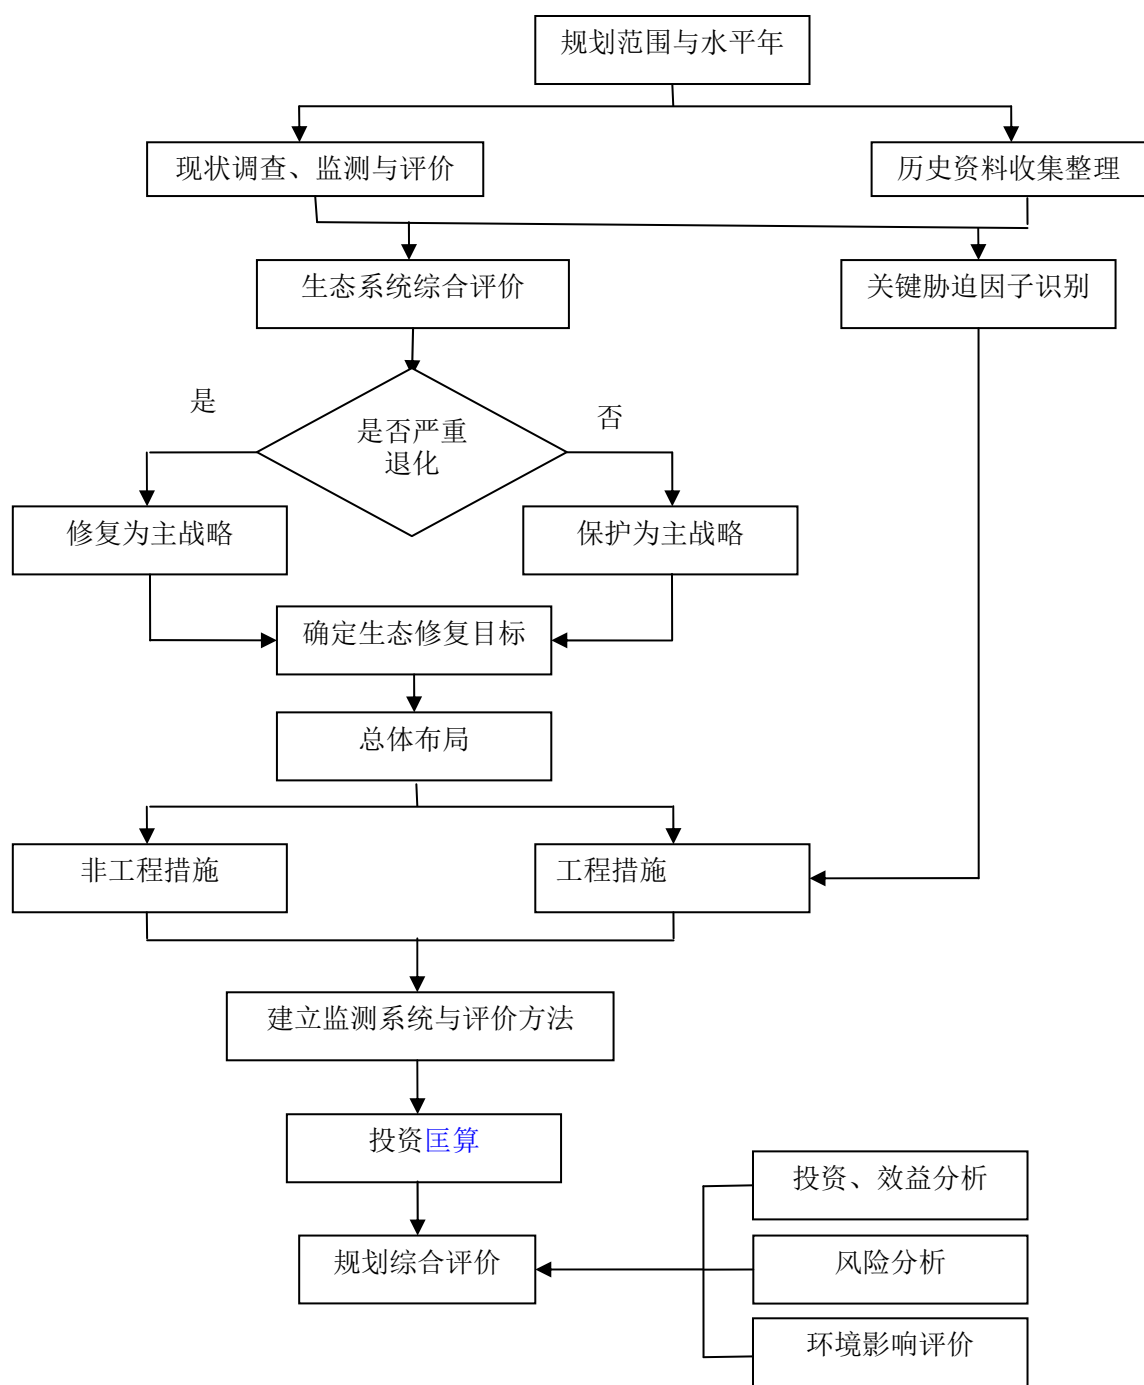 规划范围与水平年
现状调查、监测与评价
历史资料收集整理
生态系统综合评价
关键胁迫因子识别
是
否
是否严重
退化
修复为主战略
保护为主战略
确定生态修复目标
总体布局
非工程措施
工程措施
建立监测系统与评价方法
投资匡算
投资、效益分析
规划综合评价
风险分析
环境影响评价